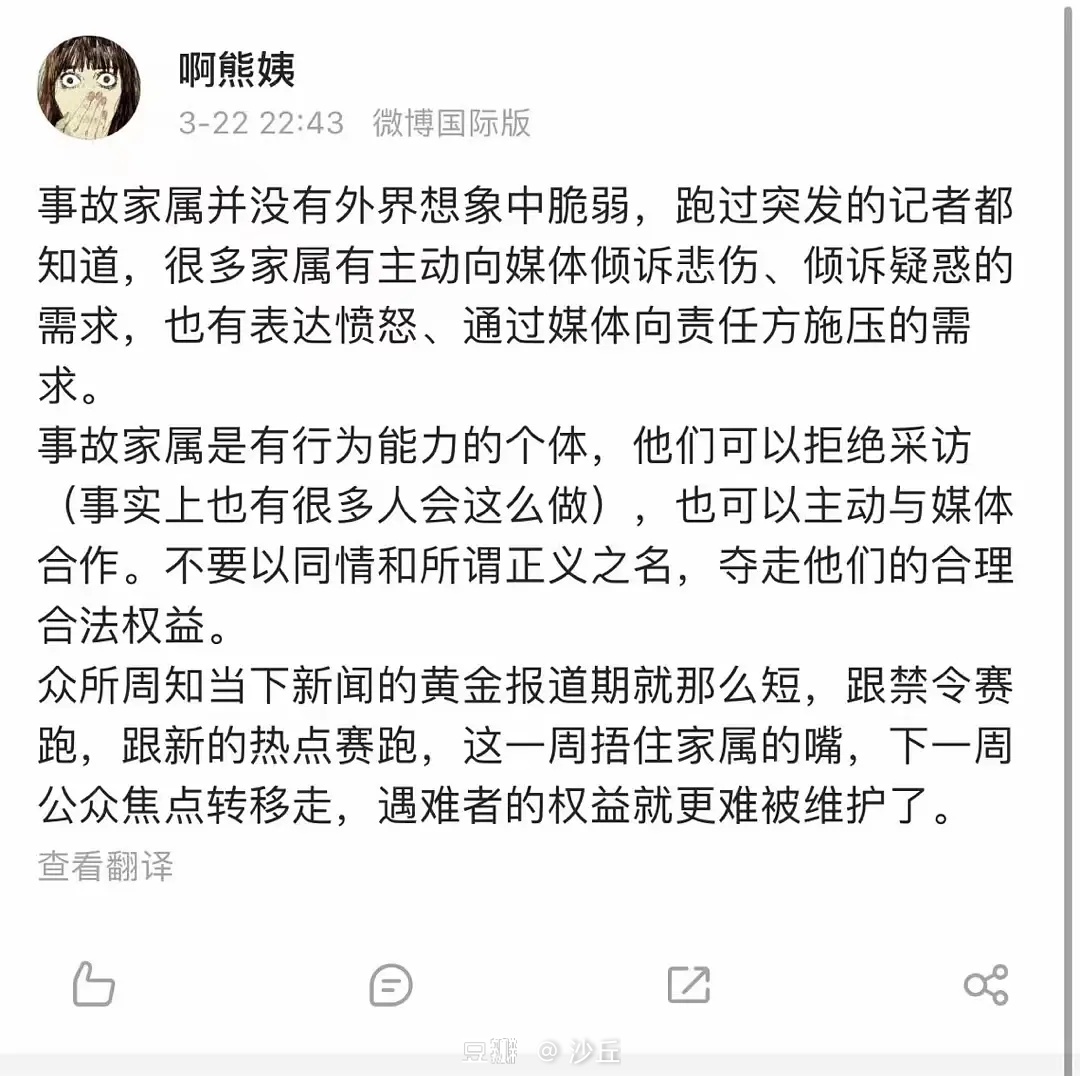 啊熊姨
3-22 22:43 微博国际版
事故家属并没有外界想象中脆弱，跑过突发的记者都
知道，很多家属有主动向媒体倾诉悲伤、倾诉疑惑的
需求，也有表达愤怒、通过媒体向责任方施压的需
求。
事故家属是有行为能力的个体，他们可以拒绝采访
（事实上也有很多人会这么做），也可以主动与媒体
合作。不要以同情和所谓正义之名，夺走他们的合理
合法权益。
众所周知当下新闻的黄金报道期就那么短，跟禁令赛
跑，跟新的热点赛跑，这一周捂住家属的嘴，下一周
公众焦点转移走，遇难者的权益就更难被维护了。
查看翻译
豆瓣 @ 沙丘